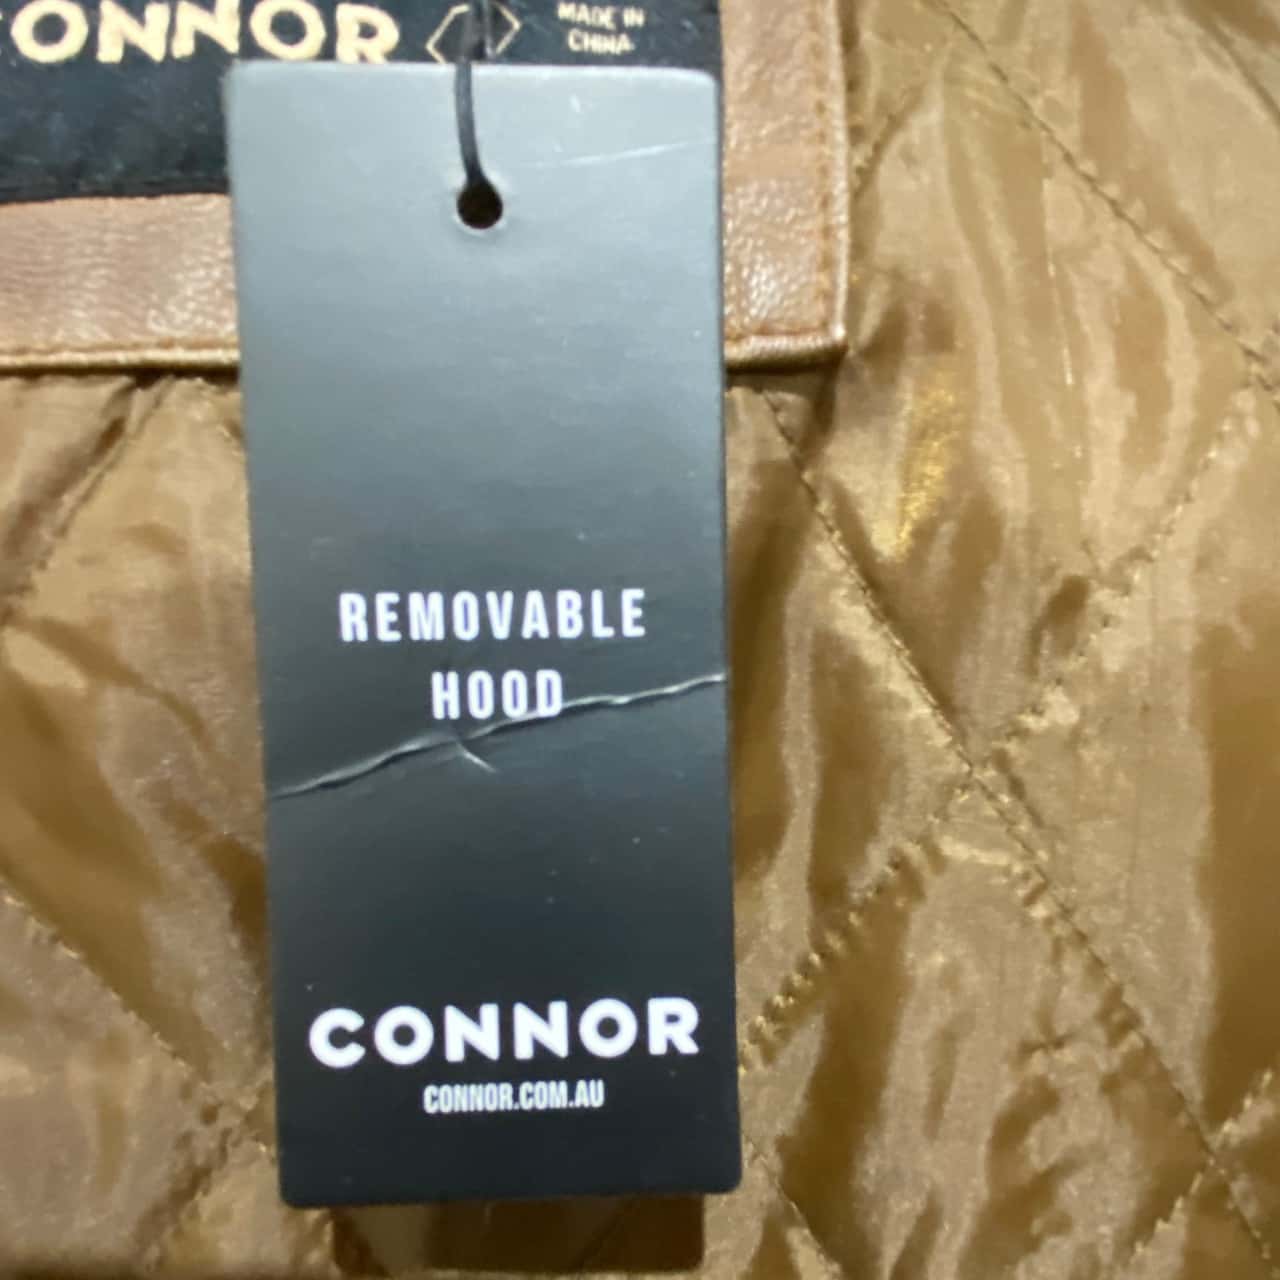 CONNOR
MADE IN
CHINA
REMOVABLE
HOOD
CONNOR
CONNOR.COM.AU